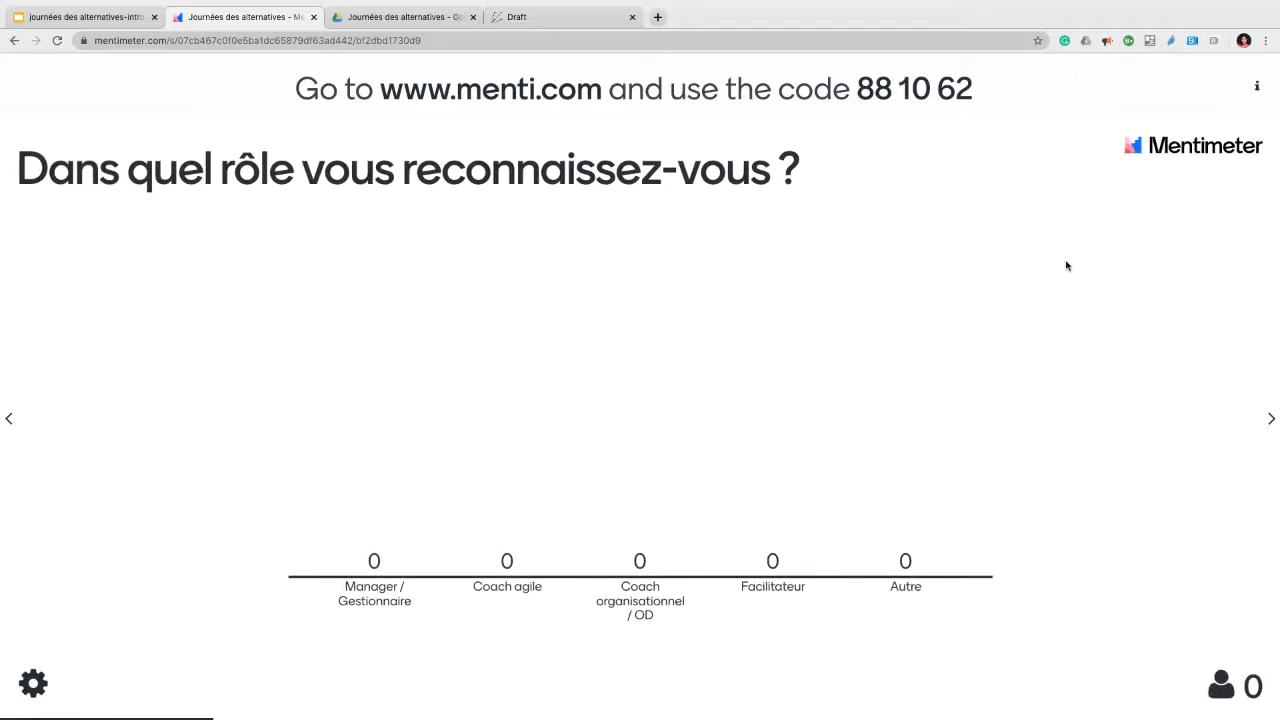 journées des alternatives-intro
Journées des alternatives - Me
Journées des alternatives - Go
Draft
mentimeter.com/s/07cb467c0f0e5ba1dc65879df63ad442/bf2dbd1730d9
Go to www.menti.com and use the code 88 10 62
Mentimeter
Dans quel rôle vous reconnaissez-vous ?
0 0 0 0 0
Manager / Gestionnaire
Coach agile
Coach organisationnel / OD
Facilitateur
Autre
0